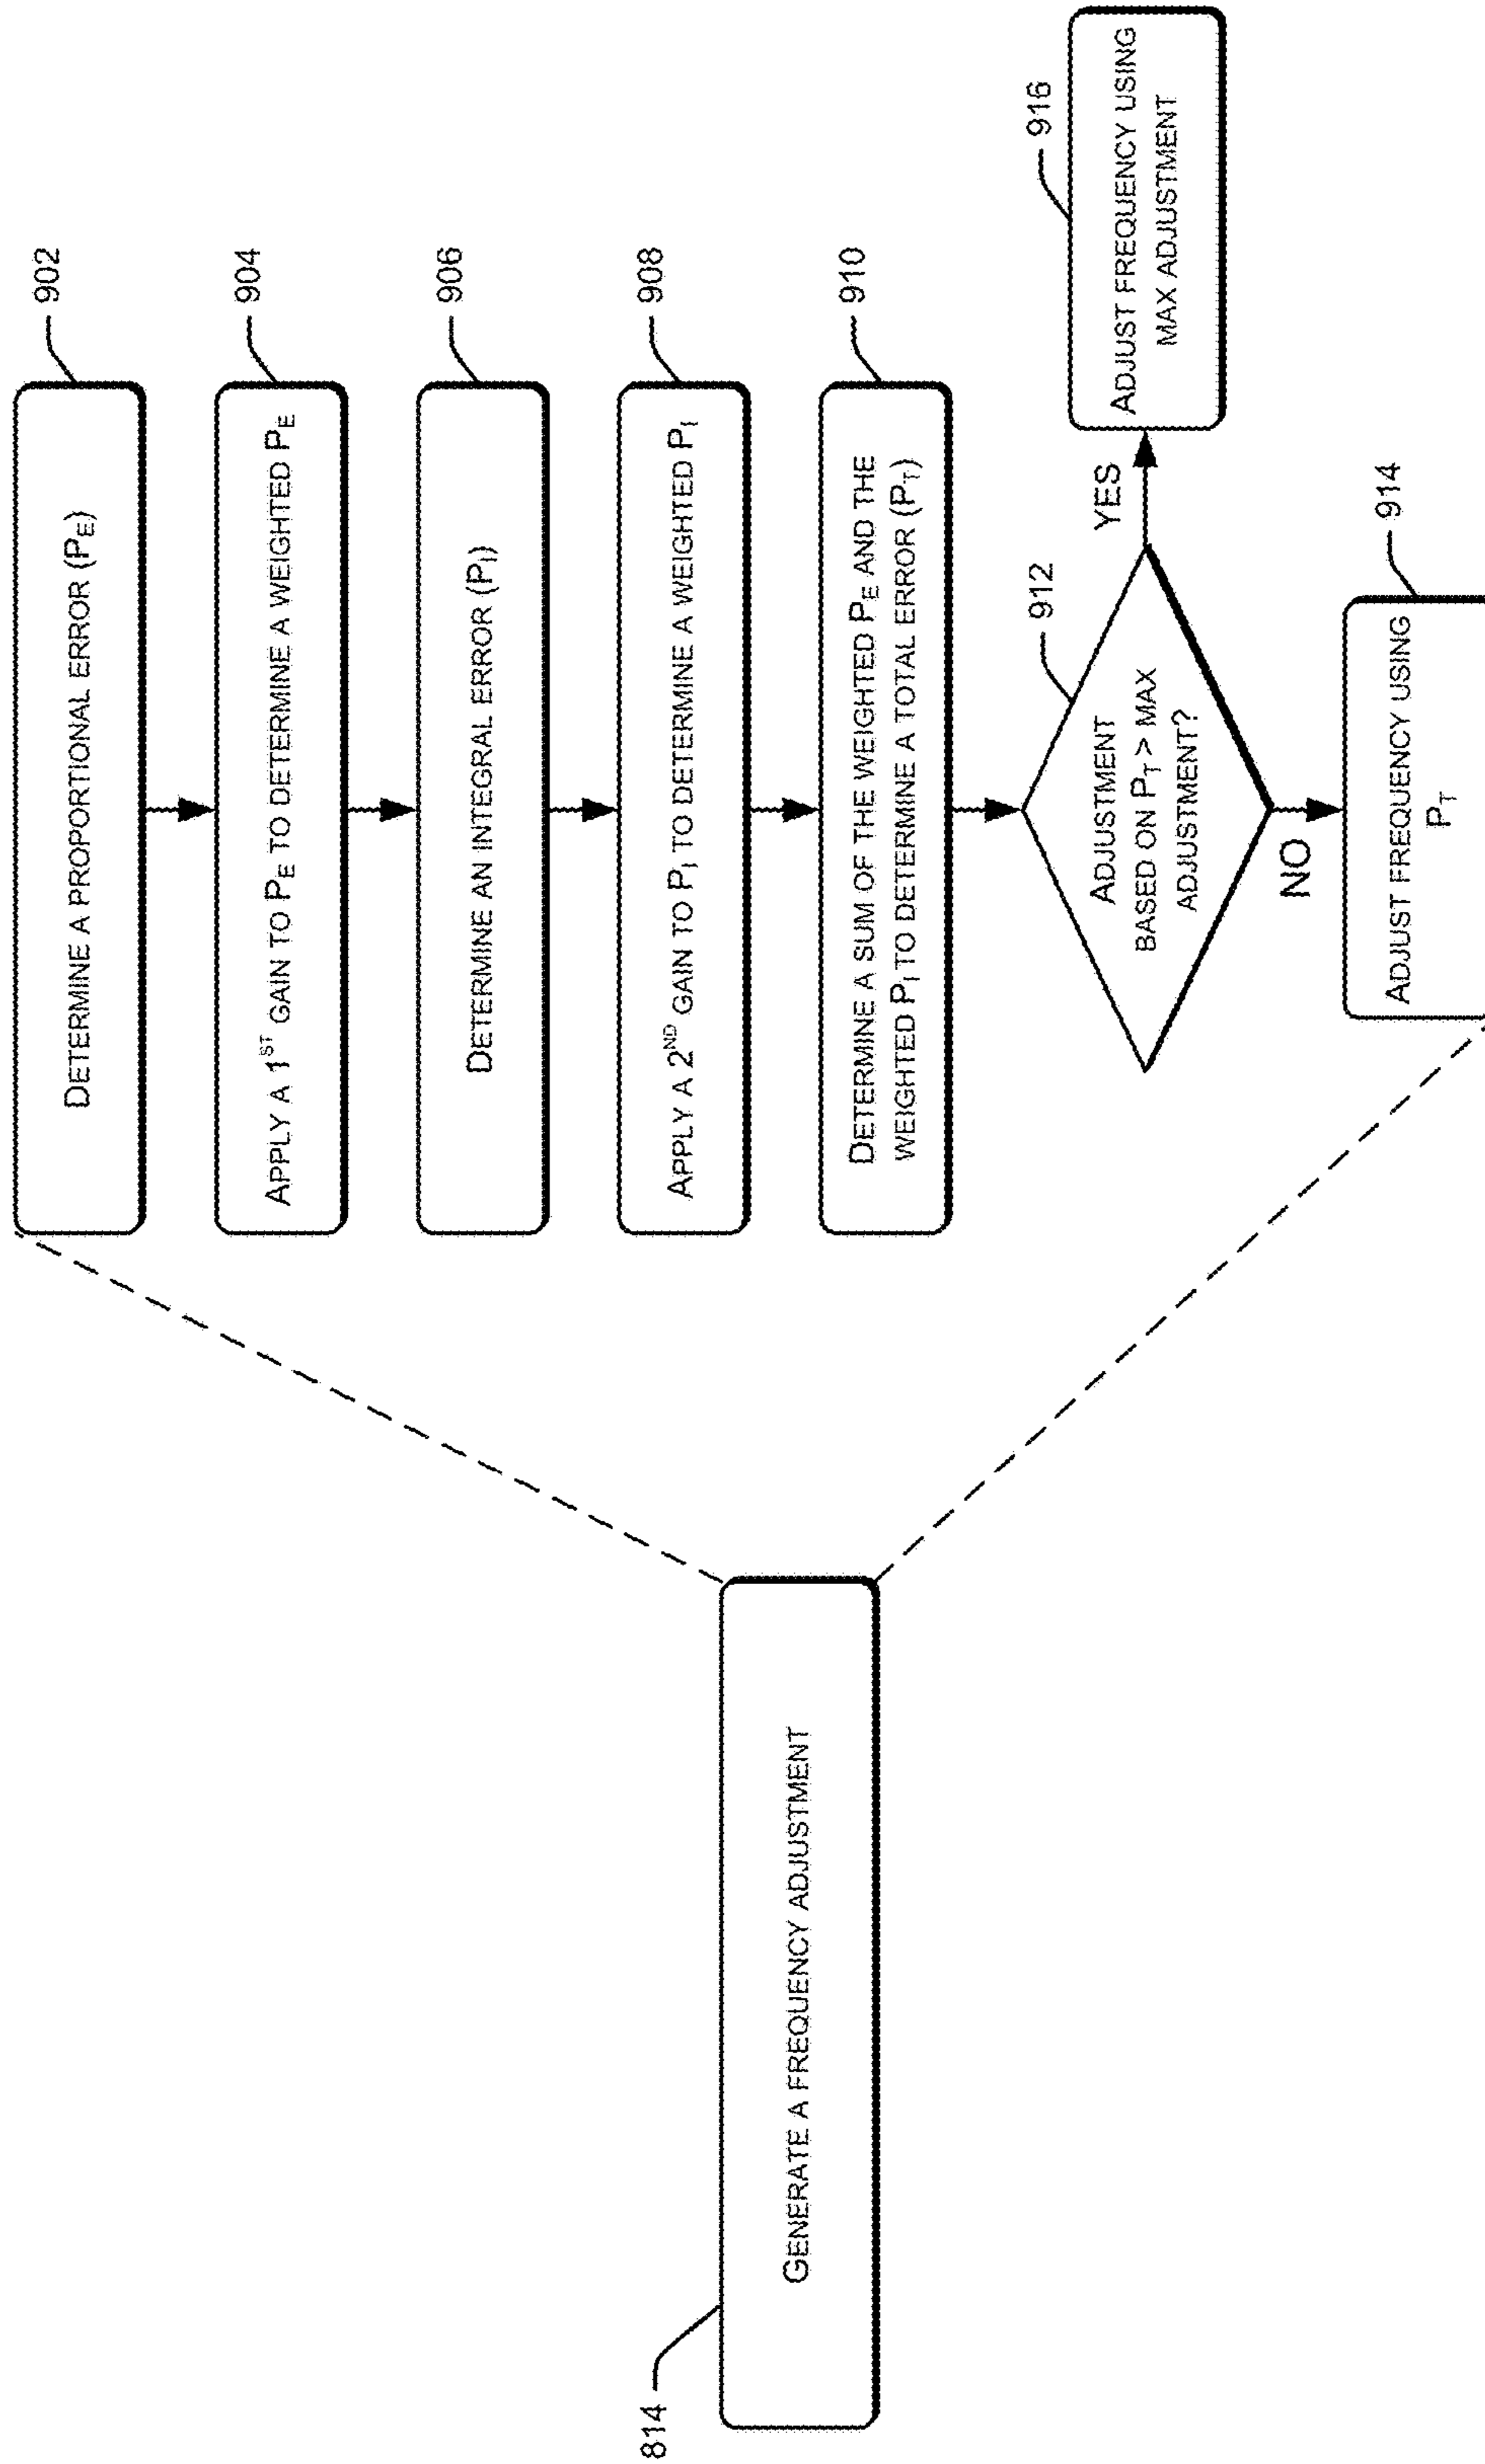 814
GENERATE A FREQUENCY ADJUSTMENT
902
DETERMINE A PROPORTIONAL ERROR (PE)
904
APPLY A 1ST GAIN TO PE TO DETERMINE A WEIGHTED PE
906
DETERMINE AN INTEGRAL ERROR (PI)
908
APPLY A 2ND GAIN TO PI TO DETERMINE A WEIGHTED PI
910
DETERMINE A SUM OF THE WEIGHTED PE AND THE
WEIGHTED PI TO DETERMINE A TOTAL ERROR (PT)
912
ADJUSTMENT
BASED ON PT > MAX
ADJUSTMENT?
YES
916
ADJUST FREQUENCY USING
MAX ADJUSTMENT
NO
914
ADJUST FREQUENCY USING
PT